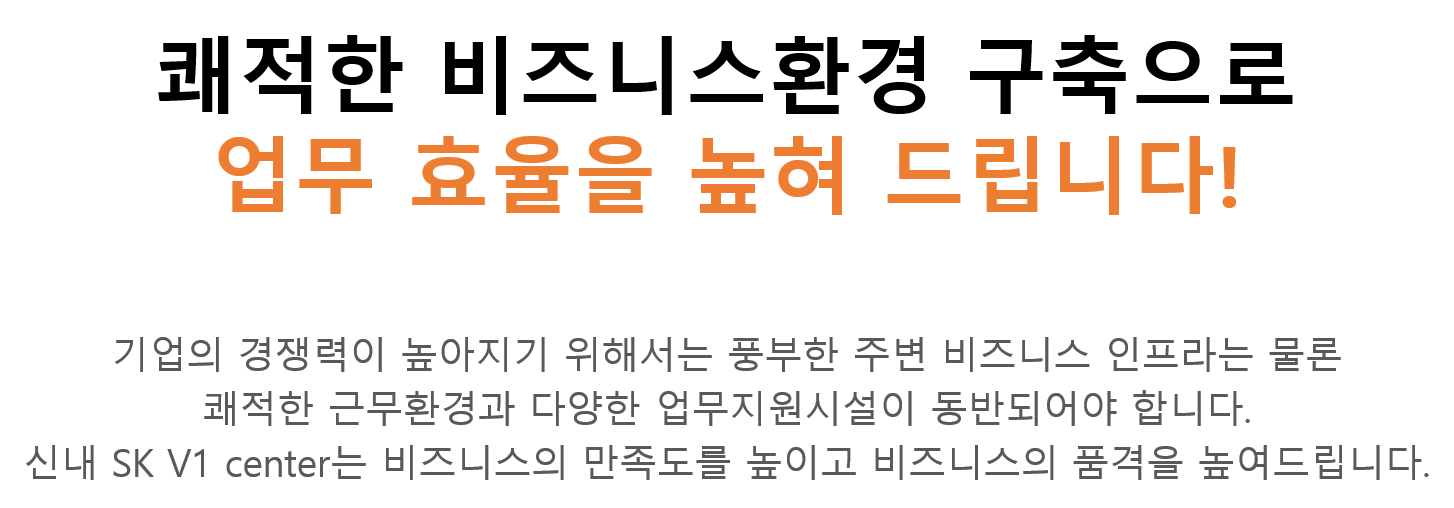 쾌적한 비즈니스환경 구축으로
업무 효율을 높혀 드립니다!
기업의 경쟁력이 높아지기 위해서는 풍부한 주변 비즈니스 인프라는 물론
쾌적한 근무환경과 다양한 업무지원시설이 동반되어야 합니다.
신내 SK V1 center는 비즈니스의 만족도를 높이고 비즈니스의 품격을 높여드립니다.